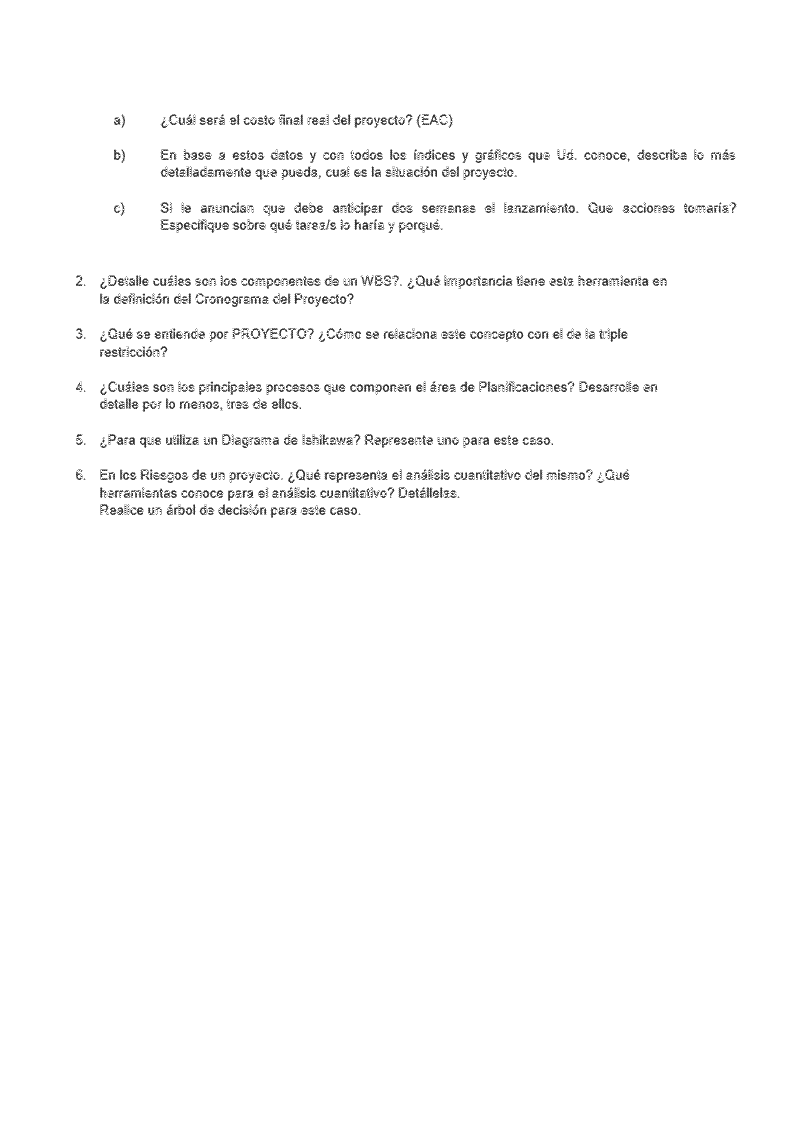 a) ¿Cuál será el costo final real del proyecto? (EAC)
b) En base a estos datos y con todos los índices y gráficos que Ud. conoce, describa lo más
detalladamente que pueda, cual es la situación del proyecto.
c) Si le anuncian que debe anticipar dos semanas el lanzamiento. Que acciones tomaría?
Especifique sobre qué tarea/s lo haría y porqué.
2. ¿Detalle cuáles son los componentes de un WBS?. ¿Qué importancia tiene esta herramienta en
la definición del Cronograma del Proyecto?
3. ¿Qué se entiende por PROYECTO? ¿Cómo se relaciona este concepto con el de la triple
restricción?
4. ¿Cuáles son los principales procesos que componen el área de Planificaciones? Desarrolle en
detalle por lo menos, tres de ellos.
5. ¿Para que utiliza un Diagrama de Ishikawa? Represente uno para este caso.
6. En los Riesgos de un proyecto. ¿Qué representa el análisis cuantitativo del mismo? ¿Qué
herramientas conoce para el análisis cuantitativo? Detállelas.
Realice un árbol de decisión para este caso.